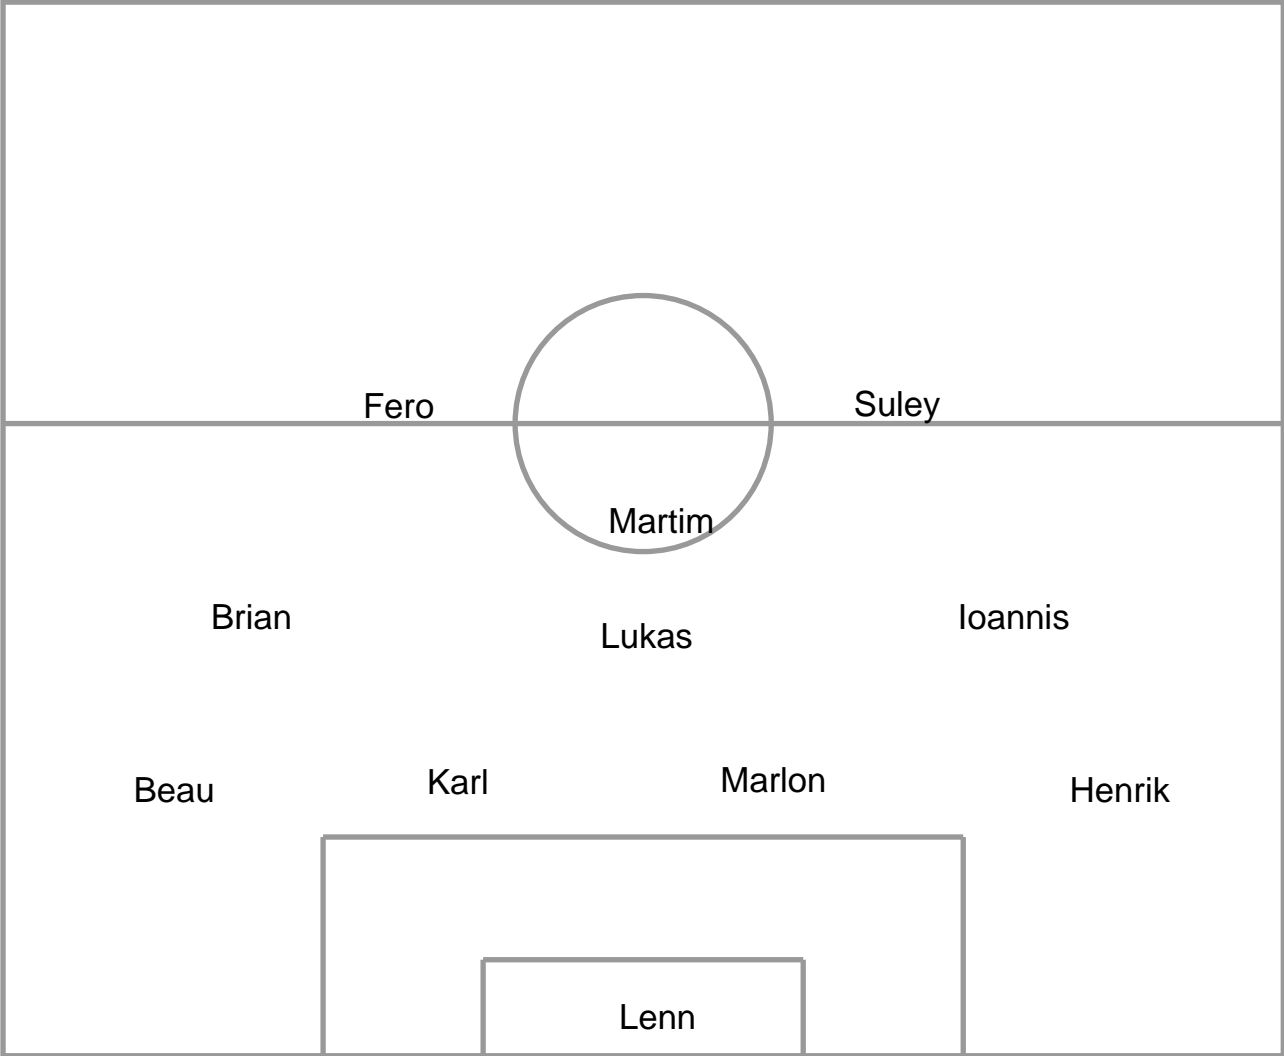 Fero
Suley
Martim
Brian
Lukas
Ioannis
Beau
Karl
Marlon
Henrik
Lenn